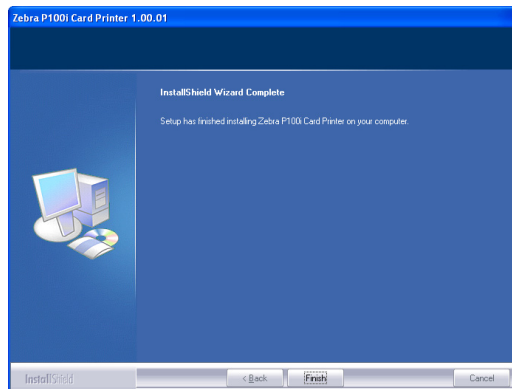 Zebra P100i Card Printer 1.00.01
InstallShield Wizard Complete
Setup has finished installing Zebra P100i Card Printer on your computer.
InstallShield
< Back
Finish
Cancel